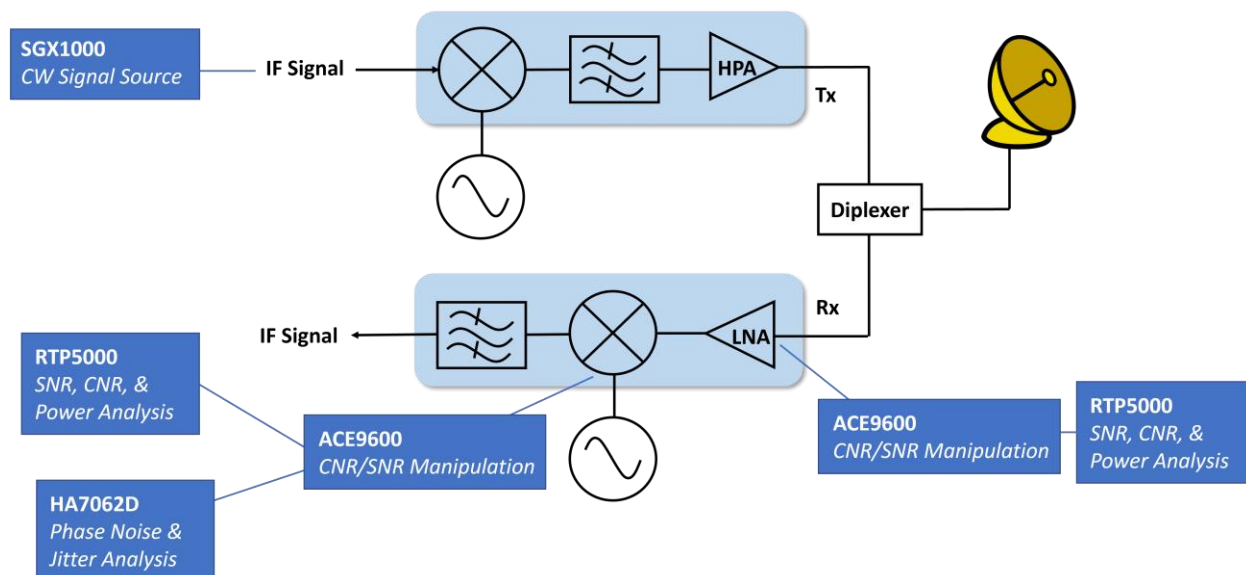 SGX1000
CW Signal Source
IF Signal
HPA
Tx
Diplexer
IF Signal
LNA
Rx
RTP5000
SNR, CNR, &
Power Analysis
ACE9600
CNR/SNR Manipulation
HA7062D
Phase Noise &
Jitter Analysis
ACE9600
CNR/SNR Manipulation
RTP5000
SNR, CNR, &
Power Analysis